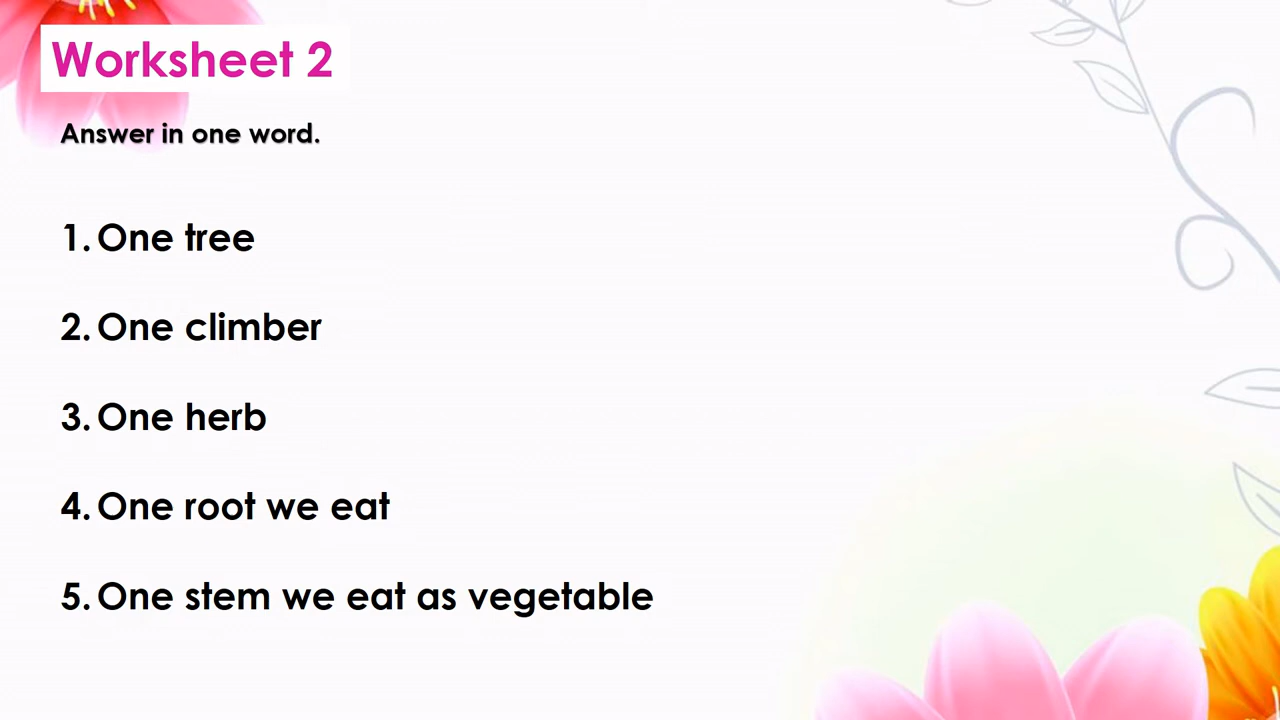 Worksheet 2
Answer in one word.
1. One tree
2. One climber
3. One herb
4. One root we eat
5. One stem we eat as vegetable